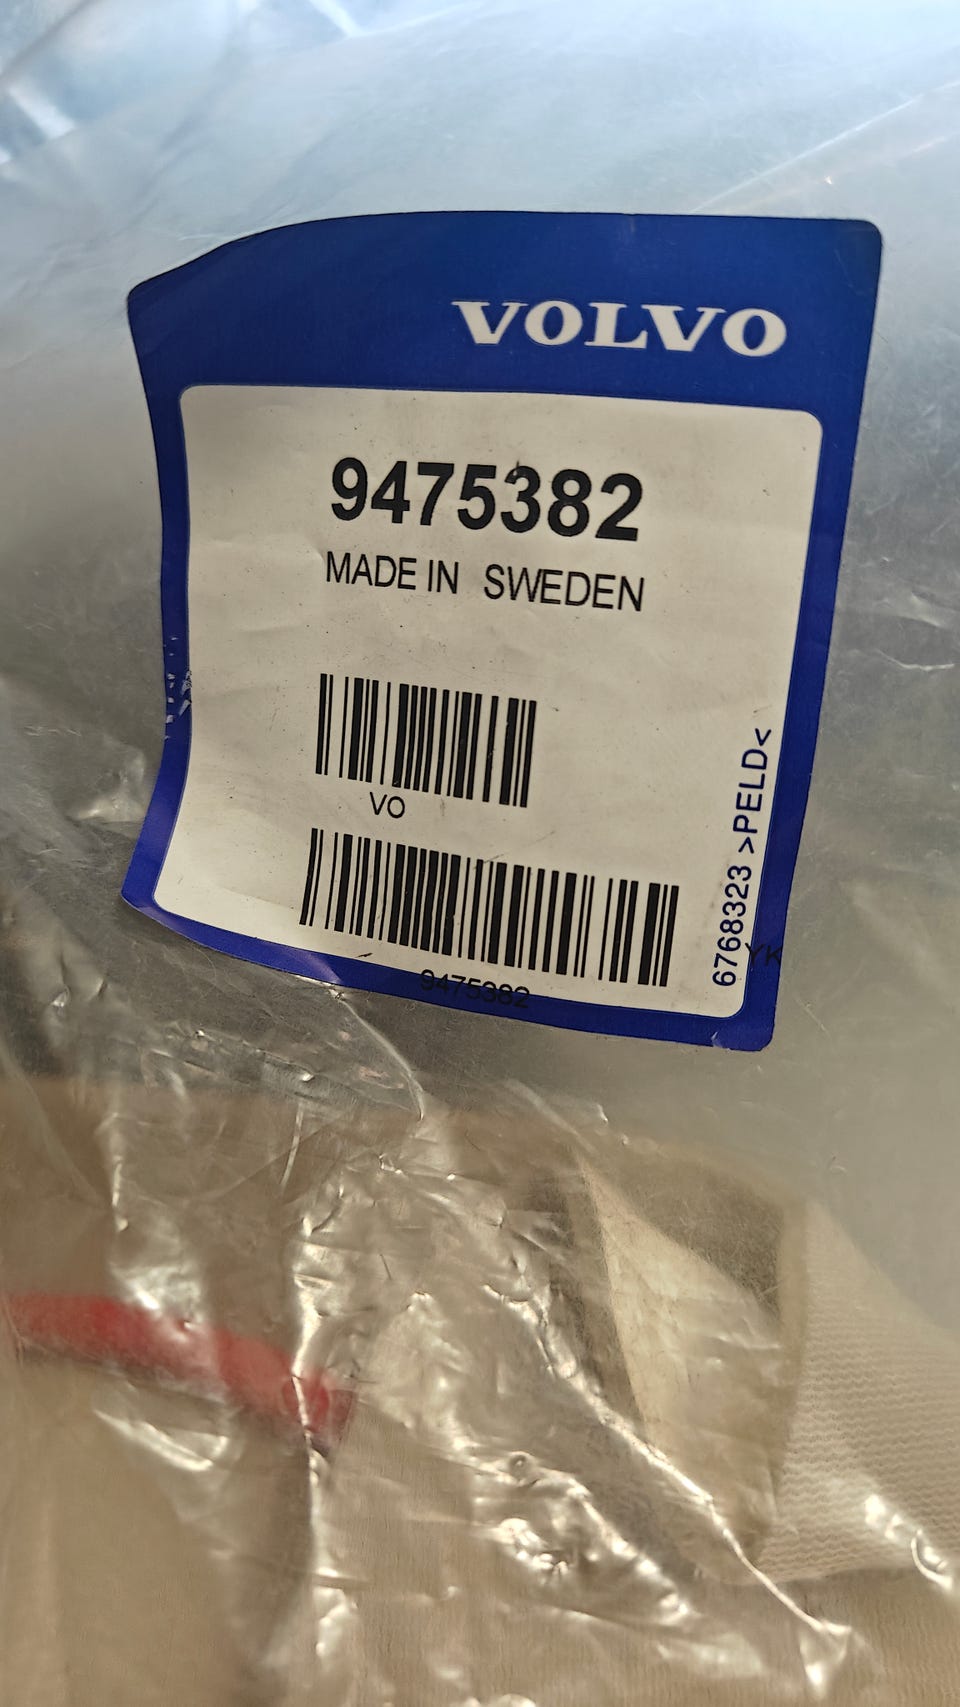 VOLVO
9475382
MADE IN SWEDEN
VO
9475382
6768323 >PELD<
YK